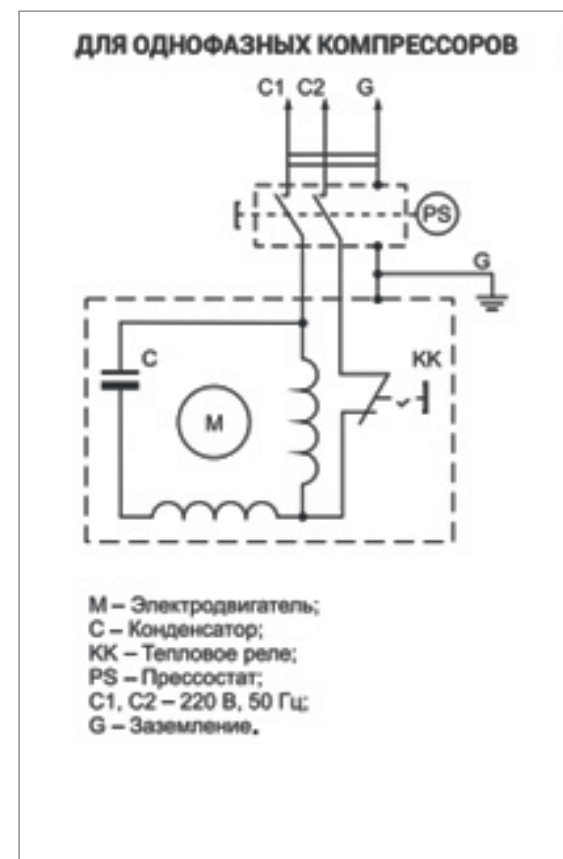 ДЛЯ ОДНОФАЗНЫХ КОМПРЕССОРОВ
C1 C2 G
PS
G
C
KK
M
M – Электродвигатель;
C – Конденсатор;
KK – Тепловое реле;
PS – Прессостат;
C1, C2 – 220 В, 50 Гц;
G – Заземление.